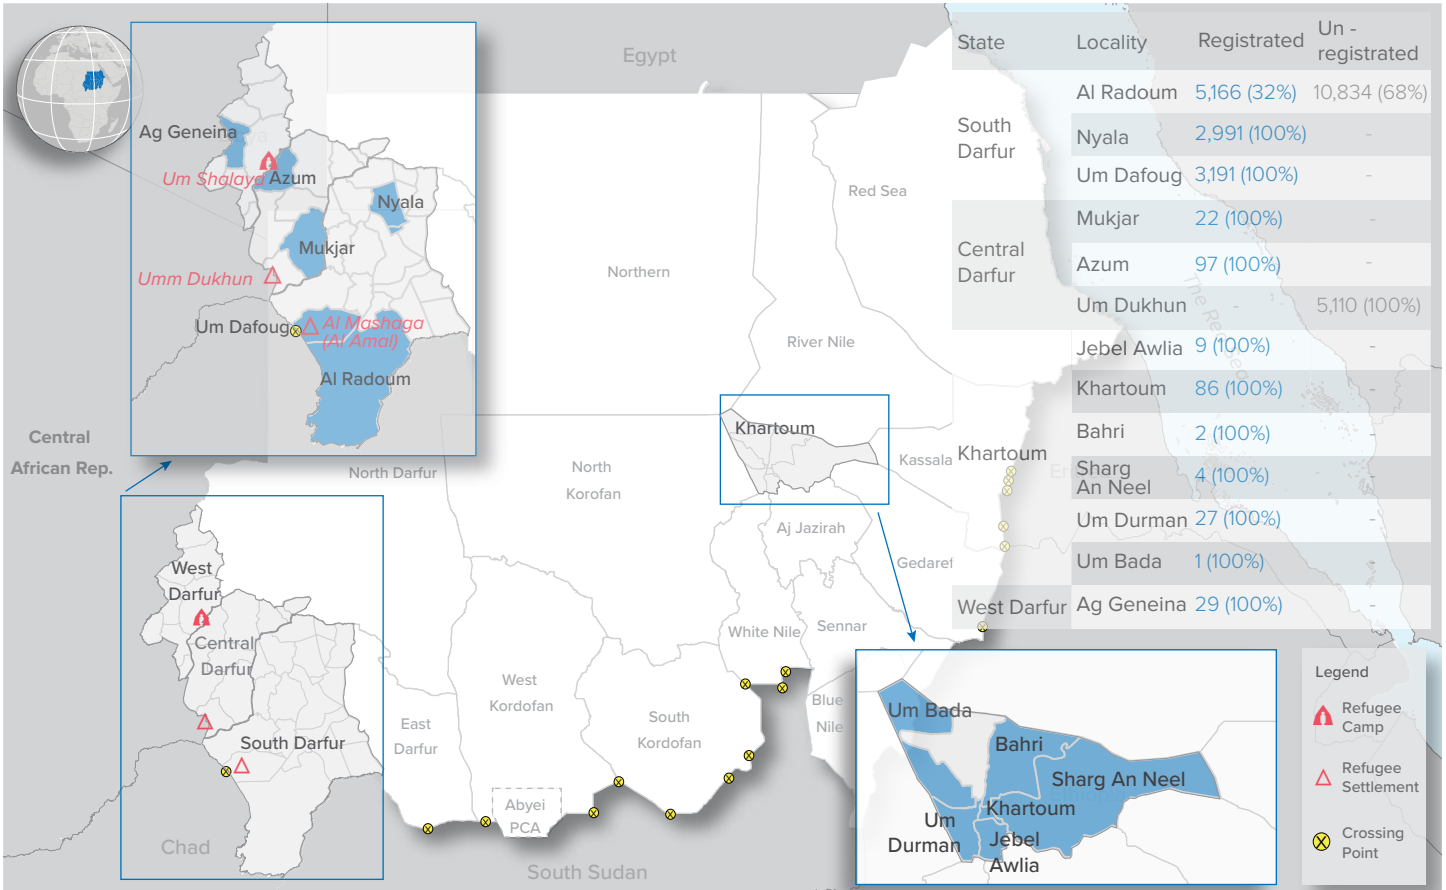 Egypt
Red Sea
Northern
River Nile
Central
African Rep.
North Darfur
North
Korofan
Khartoum
Kassala
Aj Jazirah
Gedaref
White Nile
Sennar
West
Kordofan
South
Kordofan
East
Darfur
Blue
Nile
Abyei
PCA
Chad
South Sudan
The Red Sea
Ag Geneina
Um Shalaya
Azum
Nyala
Mukjar
Umm Dukhun
Um Dafoug
Al Mashaga
(Al Amal)
Al Radoum
West
Darfur
Central
Darfur
South Darfur
State Locality Registrated Un -
registrated
South
Darfur
Al Radoum 5,166 (32%) 10,834 (68%)
Nyala 2,991 (100%) -
Um Dafoug 3,191 (100%) -
Central
Darfur
Mukjar 22 (100%) -
Azum 97 (100%) -
Um Dukhun - 5,110 (100%)
Khartoum
Jebel Awlia 9 (100%) -
Khartoum 86 (100%) -
Bahri 2 (100%) -
Sharg
An Neel 4 (100%) -
Um Durman 27 (100%) -
Um Bada 1 (100%) -
West Darfur Ag Geneina 29 (100%) -
Um Bada
Bahri
Sharg An Neel
Khartoum
Um
Durman
Jebel
Awlia
Ethiopia
Legend
Refugee
Camp
Refugee
Settlement
Crossing
Point